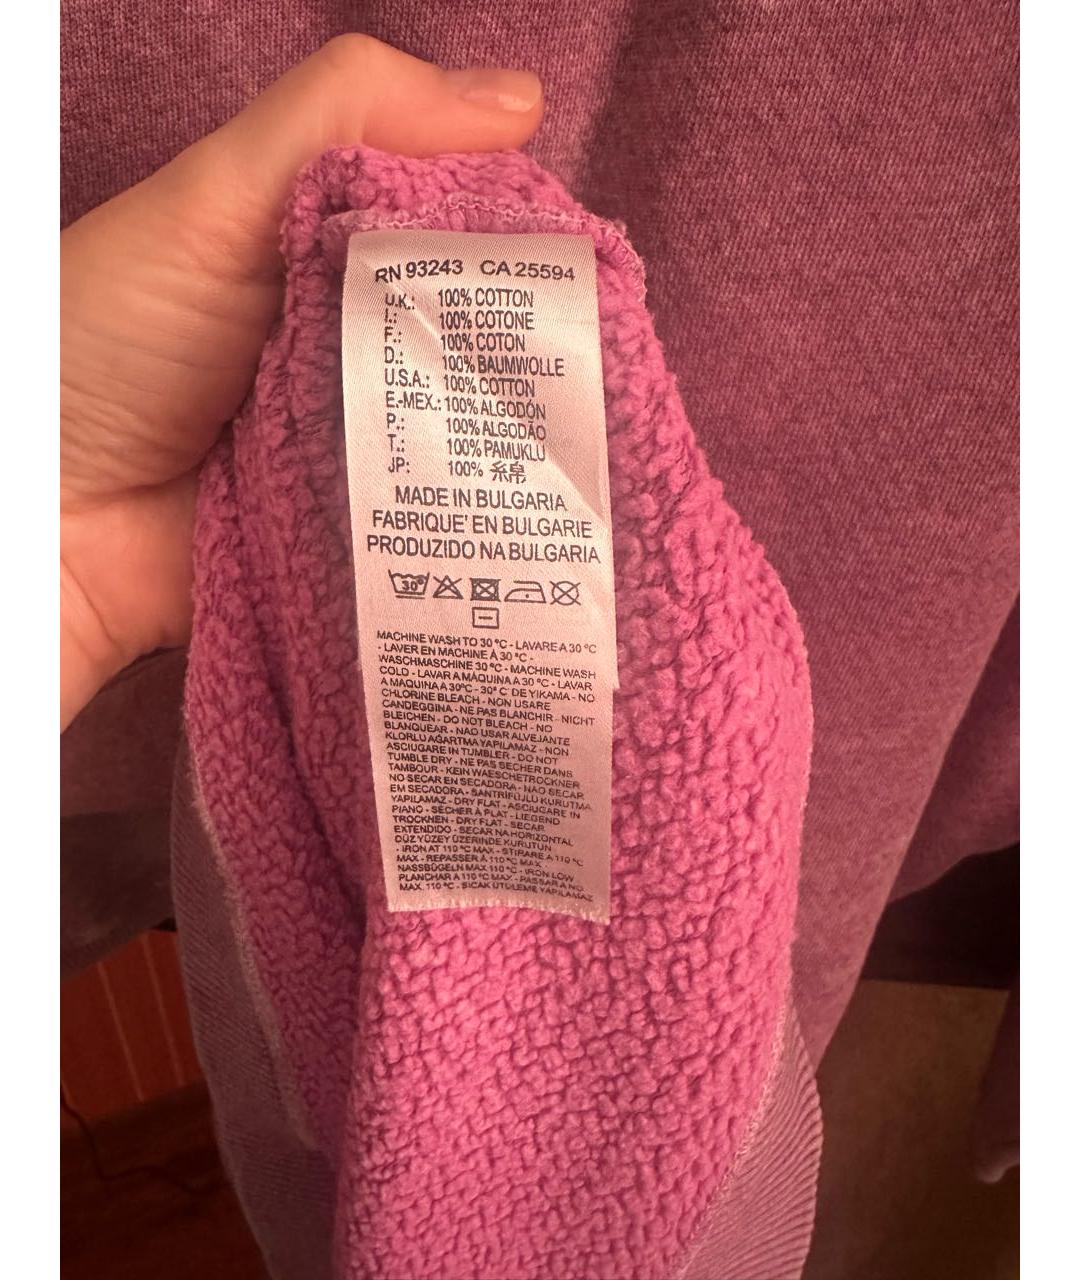 RN 93243 CA 25594
U.K.: 100% COTTON
I.: 100% COTONE
F.: 100% COTON
D.: 100% BAUMWOLLE
U.S.A.: 100% COTTON
E.-MEX.: 100% ALGODÓN
P.: 100% ALGODÃO
T.: 100% PAMUKLU
JP: 100% 綿
MADE IN BULGARIA
FABRIQUE' EN BULGARIE
PRODUZIDO NA BULGARIA
30°
MACHINE WASH TO 30 °C - LAVARE A 30 °C
- LAVER EN MACHINE À 30 °C -
WASCHMASCHINE 30 °C - MACHINE WASH
COLD - LAVAR A MÁQUINA A 30 °C - LAVAR
A MAQUINA A 30°C - 30° C' DE YIKAMA - NO
CHLORINE BLEACH - NON USARE
CANDEGGINA - NE PAS BLANCHIR - NICHT
BLEICHEN - DO NOT BLEACH - NO
BLANQUEAR - NÃO USAR ALVEJANTE
KLORLU AĞARTMA YAPILAMAZ - NON
ASCIUGARE IN TUMBLER - DO NOT
TUMBLE DRY - NE PAS SÉCHER DANS
TAMBOUR - KEIN WAESCHETROCKNER
NO SECAR EN SECADORA - NÃO SECAR
EM SECADORA - SANTRİFÜJLÜ KURUTMA
YAPILAMAZ - DRY FLAT - ASCIUGARE IN
PIANO - SÉCHER À PLAT - LIEGEND
TROCKNEN - DRY FLAT - SECAR
EXTENDIDO - SECAR NA HORIZONTAL
DÜZ YÜZEY ÜZERİNDE KURUTUN
- IRON AT 110 °C MAX - STIRARE A 110 °C
MAX - REPASSER À 110 °C MAX
NASSBÜGELN MAX 110 °C - IRON LOW
PLANCHAR A 110 °C MAX - PASSAR A NO
MAX. 110 °C - SICAK ÜTÜLEME YAPILAMAZ